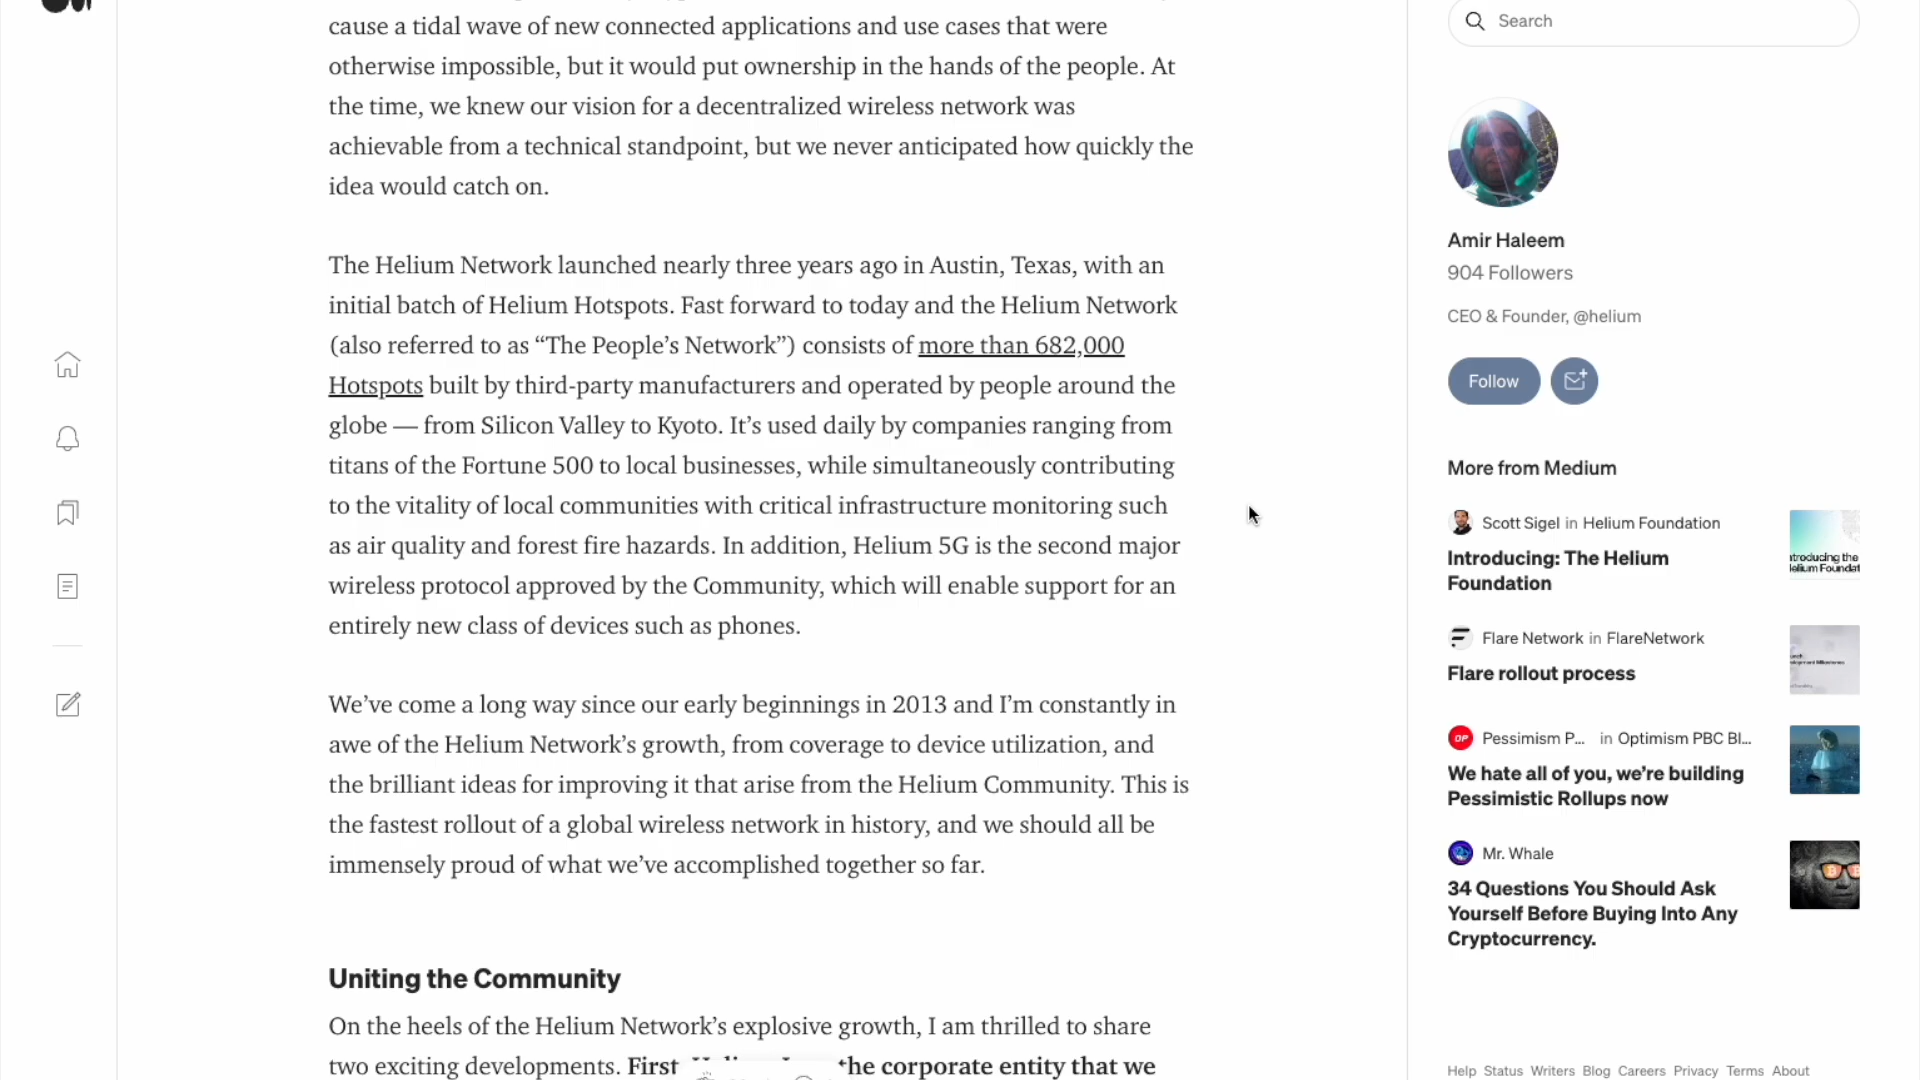 cause a tidal wave of new connected applications and use cases that were
otherwise impossible, but it would put ownership in the hands of the people. At
the time, we knew our vision for a decentralized wireless network was
achievable from a technical standpoint, but we never anticipated how quickly the
idea would catch on.
The Helium Network launched nearly three years ago in Austin, Texas, with an
initial batch of Helium Hotspots. Fast forward to today and the Helium Network
(also referred to as “The People’s Network”) consists of more than 682,000
Hotspots built by third-party manufacturers and operated by people around the
globe — from Silicon Valley to Kyoto. It’s used daily by companies ranging from
titans of the Fortune 500 to local businesses, while simultaneously contributing
to the vitality of local communities with critical infrastructure monitoring such
as air quality and forest fire hazards. In addition, Helium 5G is the second major
wireless protocol approved by the Community, which will enable support for an
entirely new class of devices such as phones.
We’ve come a long way since our early beginnings in 2013 and I’m constantly in
awe of the Helium Network’s growth, from coverage to device utilization, and
the brilliant ideas for improving it that arise from the Helium Community. This is
the fastest rollout of a global wireless network in history, and we should all be
immensely proud of what we’ve accomplished together so far.
Uniting the Community
On the heels of the Helium Network’s explosive growth, I am thrilled to share
two exciting developments. First, the corporate entity that we
Search
Amir Haleem
904 Followers
CEO & Founder, @helium
Follow
More from Medium
Scott Sigel in Helium Foundation
Introducing: The Helium
Foundation
Flare Network in FlareNetwork
Flare rollout process
OP
Pessimism P... in Optimism PBC Bl...
We hate all of you, we’re building
Pessimistic Rollups now
Mr. Whale
34 Questions You Should Ask
Yourself Before Buying Into Any
Cryptocurrency.
Help Status Writers Blog Careers Privacy Terms About